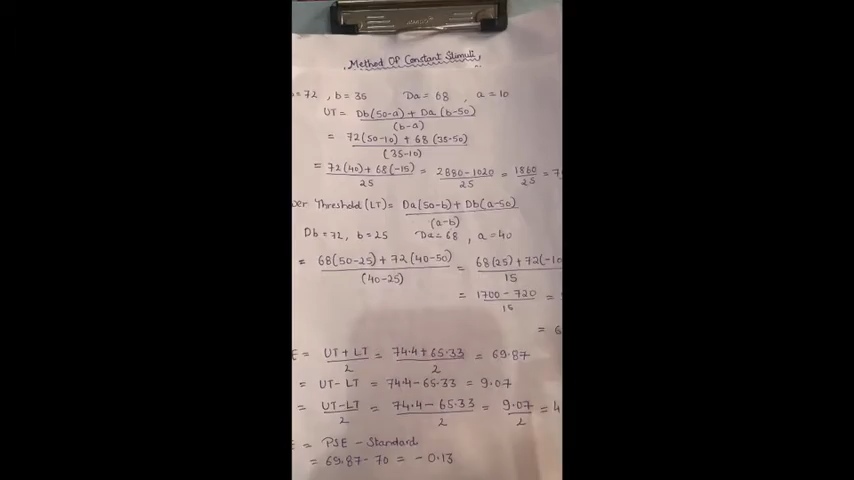 Method Of Constant Stimuli
=72 , b=35 Da=68 , a=10
UT= Db(50-a)+Da(b-50) / (b-a)
= 72(50-10)+68(35-50) / (35-10)
= 72(40)+68(-15) / 25 = 2880-1020 / 25 = 1860 / 25 = 7
er Threshold (LT)= Da(50-b)+Db(a-50) / (a-b)
Db=72, b=25 Da=68 , a=40
= 68(50-25)+72(40-50) / (40-25) = 68(25)+72(-10 / 15
= 1700-720 / 15 =
= 6
E = UT+LT / 2 = 74.4+65.33 / 2 = 69.87
= UT-LT = 74.4-65.33 = 9.07
= UT-LT / 2 = 74.4-65.33 / 2 = 9.07 / 2 = 4
E = PSE - Standard
= 69.87-70 = -0.13